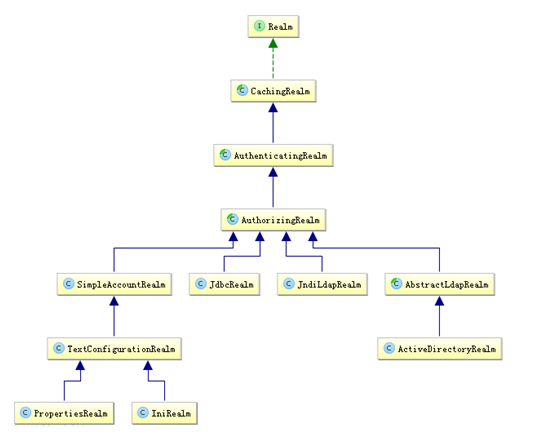 I Realm
C CachingRealm
C AuthenticatingRealm
C AuthorizingRealm
C SimpleAccountRealm
C JdbcRealm
C JndiLdapRealm
C AbstractLdapRealm
C TextConfigurationRealm
C ActiveDirectoryRealm
C PropertiesRealm
C IniRealm